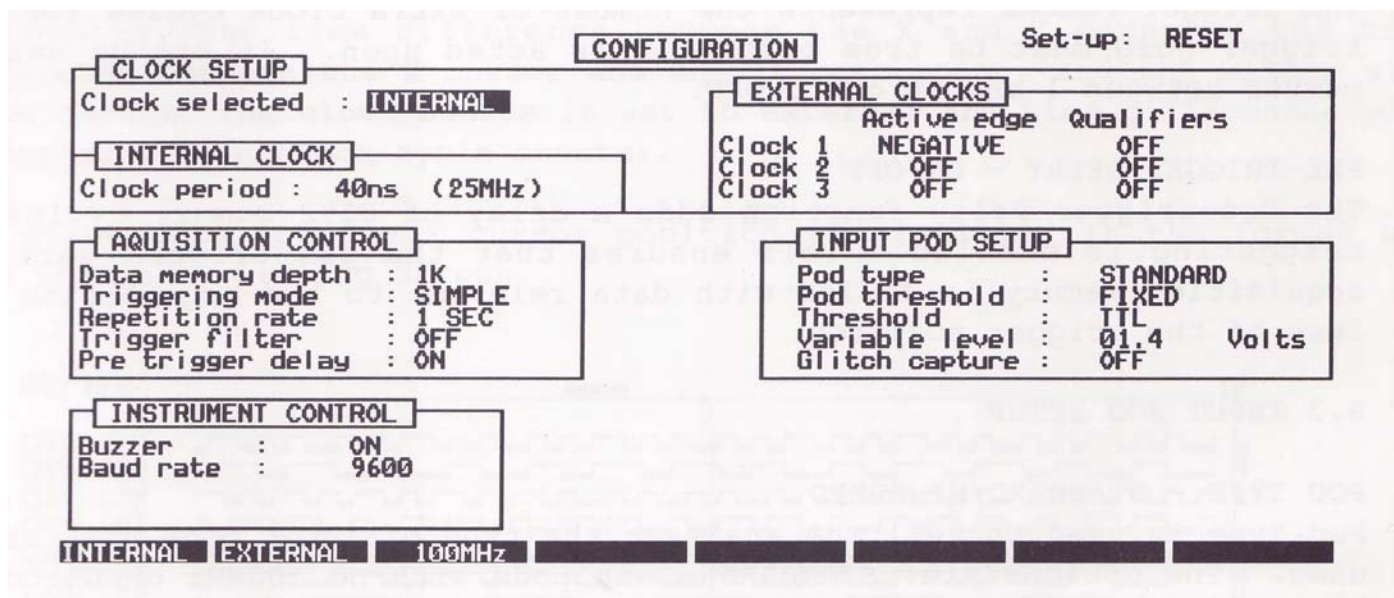 CONFIGURATION
Set-up: RESET
CLOCK SETUP
Clock selected : INTERNAL
INTERNAL CLOCK
Clock period : 40ns (25MHz)
EXTERNAL CLOCKS
Active edge Qualifiers
Clock 1 NEGATIVE OFF
Clock 2 OFF OFF
Clock 3 OFF OFF
AQUISITION CONTROL
Data memory depth : 1K
Triggering mode : SIMPLE
Repetition rate : 1 SEC
Trigger filter : OFF
Pre trigger delay : ON
INPUT POD SETUP
Pod type : STANDARD
Pod threshold : FIXED
Threshold : TTL
Variable level : 01.4 Volts
Glitch capture : OFF
INSTRUMENT CONTROL
Buzzer : ON
Baud rate : 9600
INTERNAL EXTERNAL 100MHz